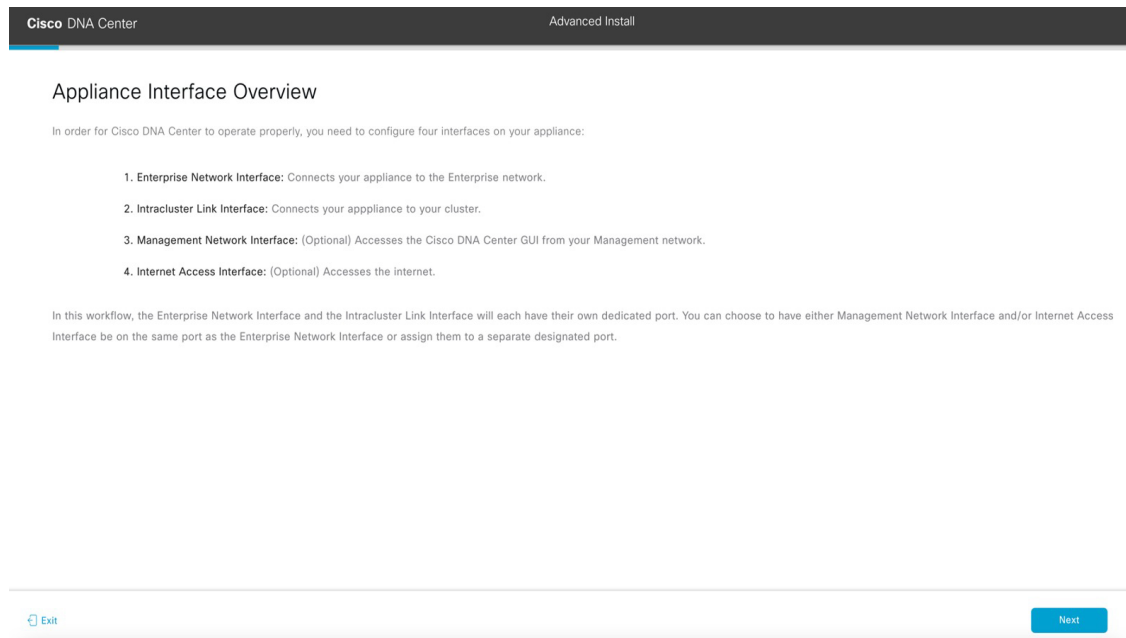 Cisco DNA Center
Advanced Install
Appliance Interface Overview
In order for Cisco DNA Center to operate properly, you need to configure four interfaces on your appliance:
1. Enterprise Network Interface: Connects your appliance to the Enterprise network.
2. Intracluster Link Interface: Connects your apppliance to your cluster.
3. Management Network Interface: (Optional) Accesses the Cisco DNA Center GUI from your Management network.
4. Internet Access Interface: (Optional) Accesses the internet.
In this workflow, the Enterprise Network Interface and the Intracluster Link Interface will each have their own dedicated port. You can choose to have either Management Network Interface and/or Internet Access
Interface be on the same port as the Enterprise Network Interface or assign them to a separate designated port.
Exit
Next